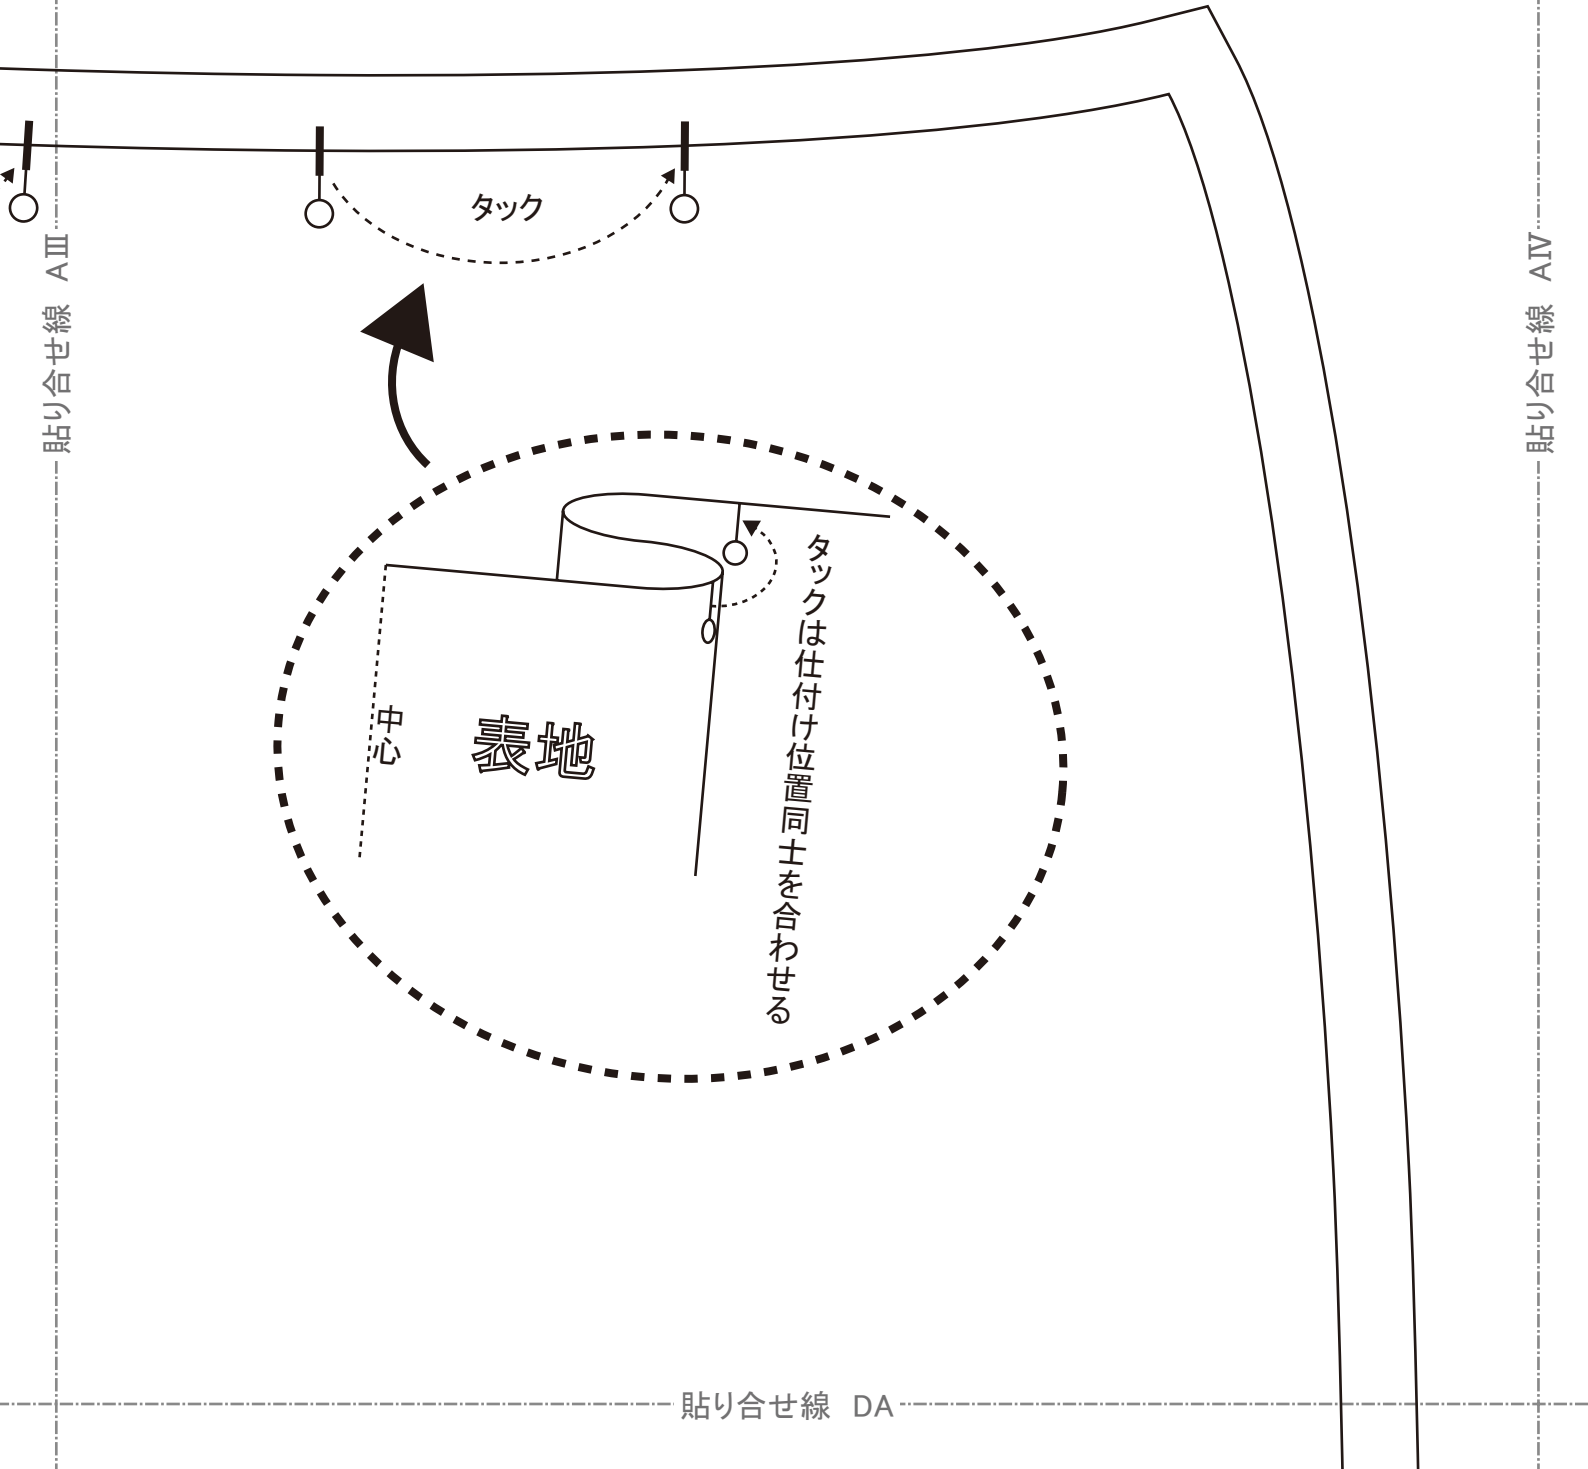 タック
貼り合せ線 AⅢ
貼り合せ線 AⅣ
タックは仕付け位置同士を合わせる
中心
表地
貼り合せ線 DA